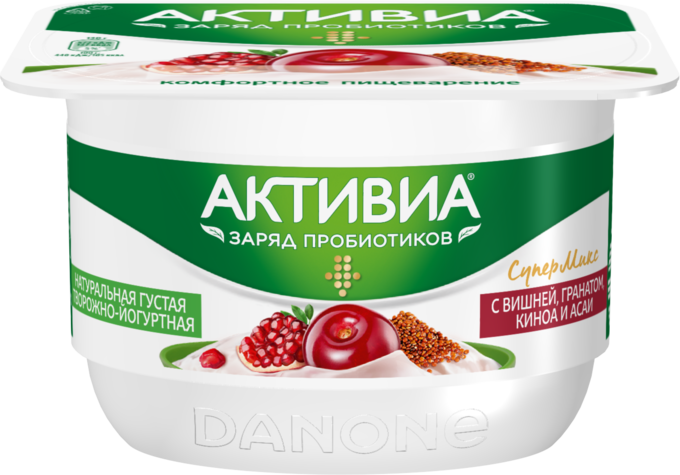 АКТИВИА
ЗАРЯД ПРОБИОТИКОВ
комфортное пищеварение
АКТИВИА®
ЗАРЯД ПРОБИОТИКОВ
СуперМикс
НАТУРАЛЬНАЯ ГУСТАЯ
ТВОРОЖНО-ЙОГУРТНАЯ
С ВИШНЕЙ, ГРАНАТОМ,
КИНОА И АСАИ
DANONE